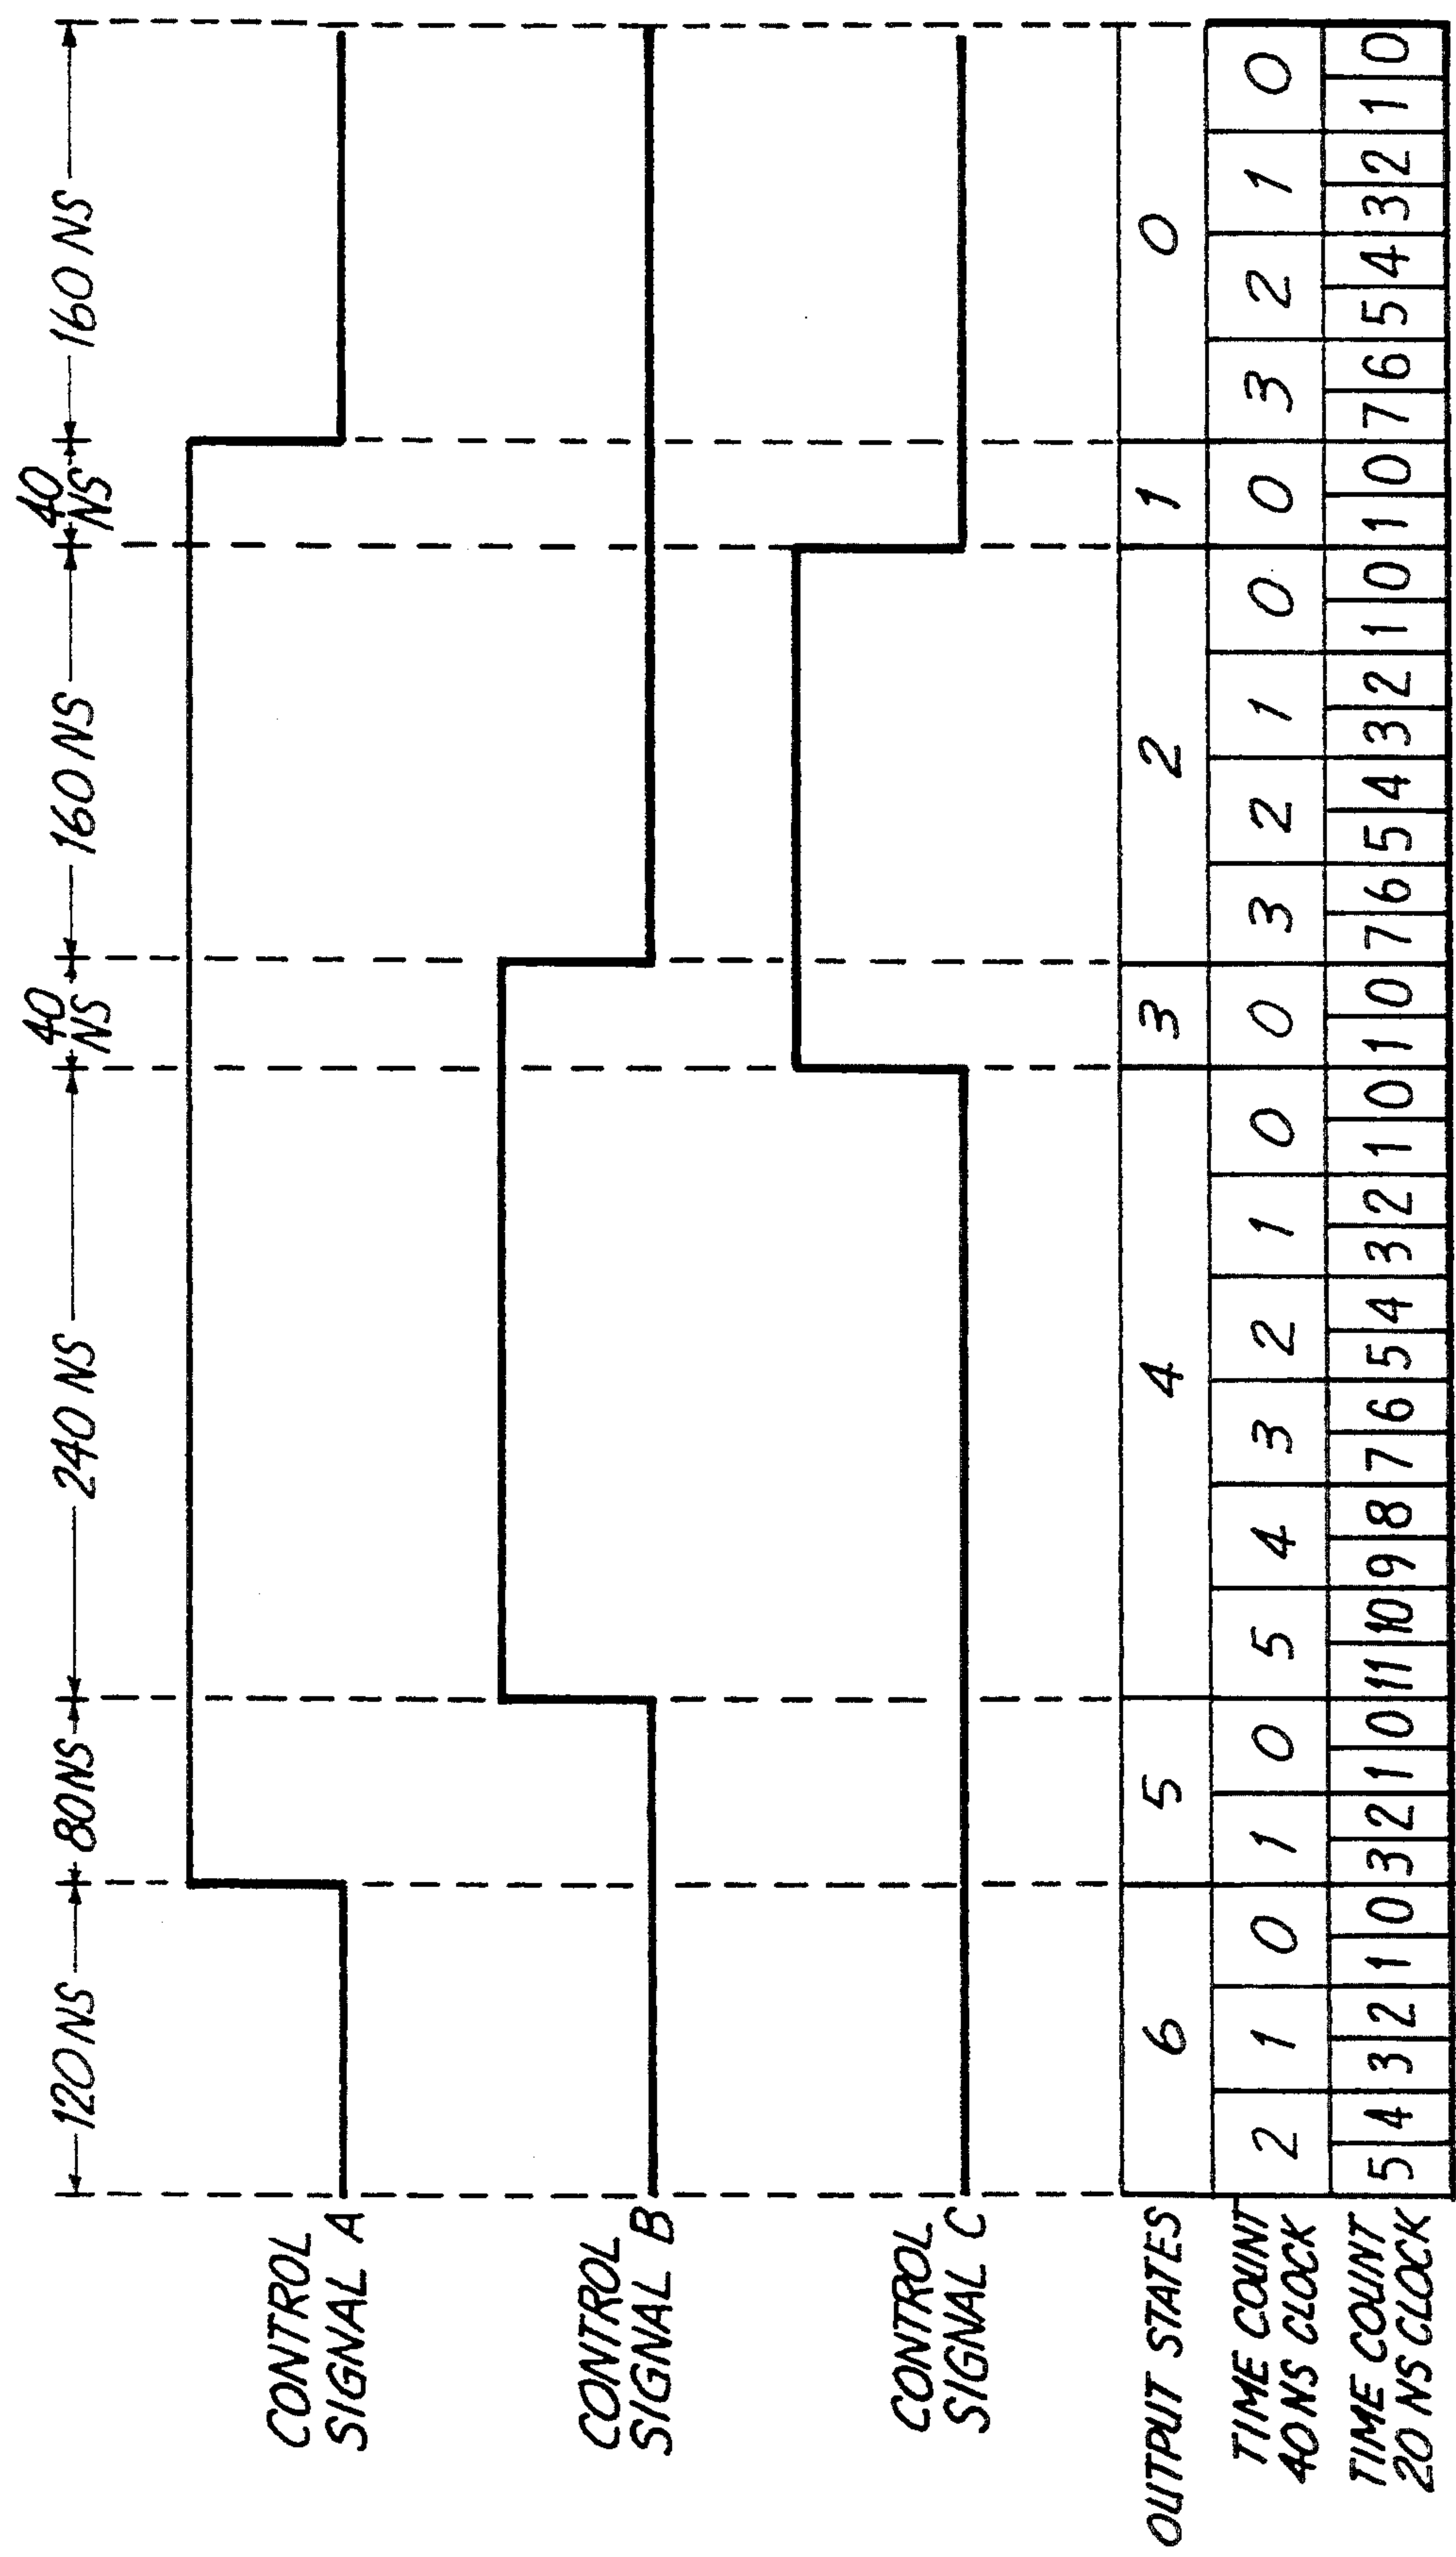 120 NS
80 NS
240 NS
40
NS
160 NS
40
NS
160 NS
CONTROL
SIGNAL A
CONTROL
SIGNAL B
CONTROL
SIGNAL C
OUTPUT STATES
6 5 4 3 2 1 0
TIME COUNT
40 NS CLOCK
2 1 0 1 0 5 4 3 2 1 0 0 3 2 1 0 0 3 2 1 0
TIME COUNT
20 NS CLOCK
5 4 3 2 1 0 3 2 1 0 11 10 9 8 7 6 5 4 3 2 1 0 1 0 7 6 5 4 3 2 1 0 1 0 7 6 5 4 3 2 1 0